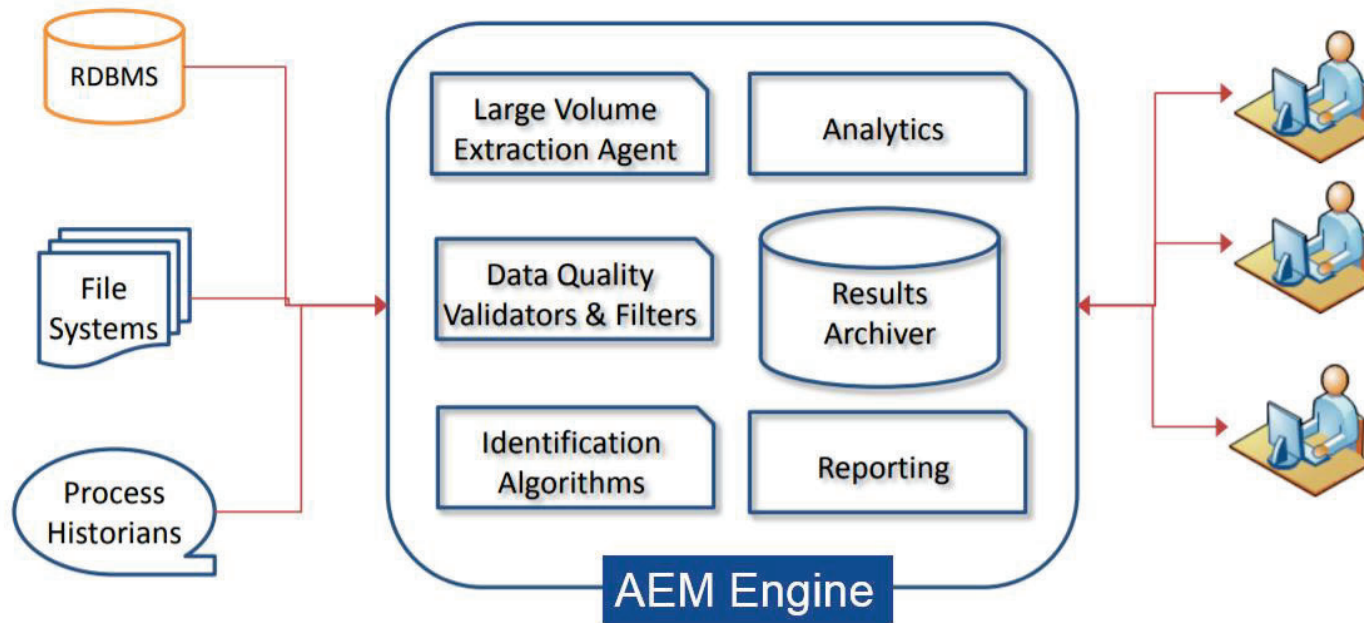 RDBMS
File
Systems
Process
Historians
Large Volume
Extraction Agent
Analytics
Data Quality
Validators & Filters
Results
Archiver
Identification
Algorithms
Reporting
AEM Engine